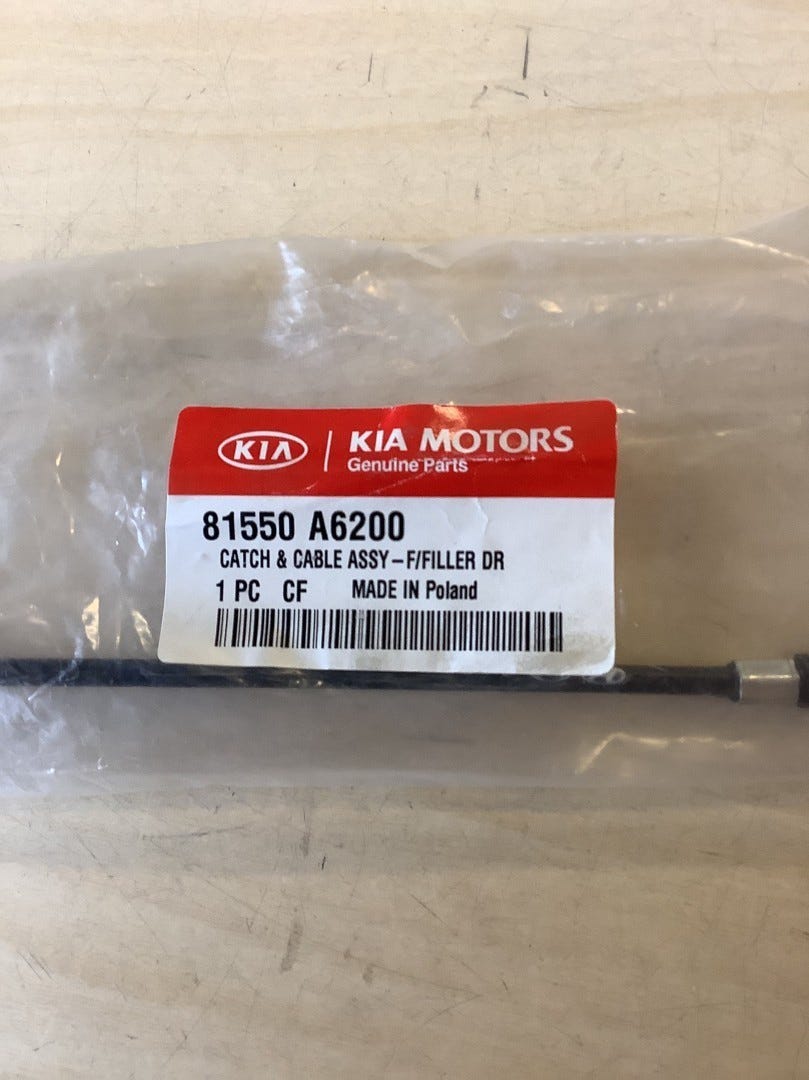 KIA | KIA MOTORS
Genuine Parts
81550 A6200
CATCH & CABLE ASSY-F/FILLER DR
1 PC CF MADE IN Poland